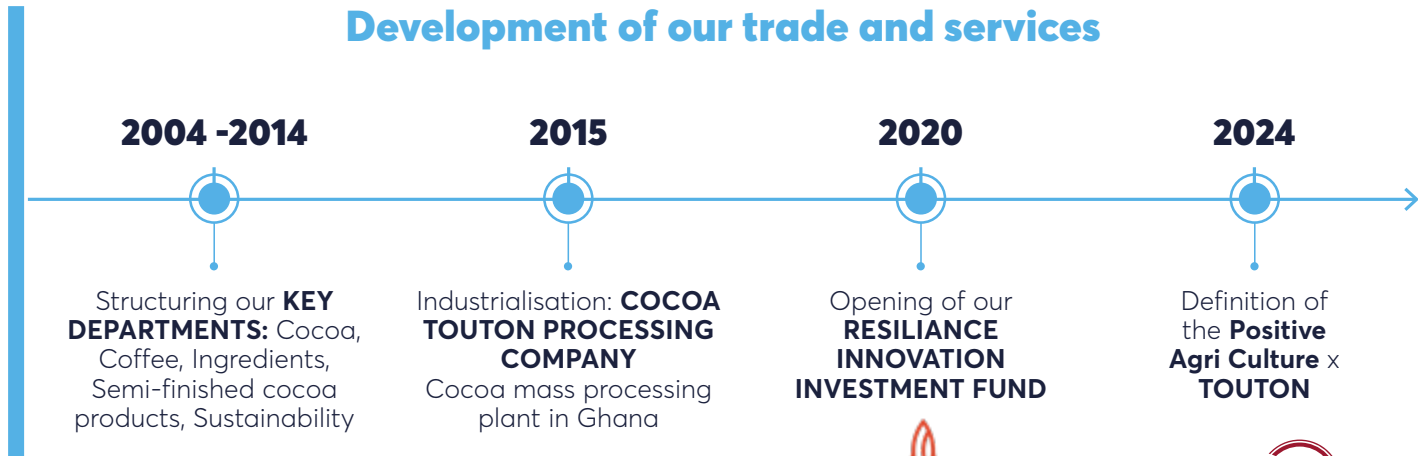 Development of our trade and services
2004 -2014
Structuring our KEY
DEPARTMENTS: Cocoa,
Coffee, Ingredients,
Semi-finished cocoa
products, Sustainability
2015
Industrialisation: COCOA
TOUTON PROCESSING
COMPANY
Cocoa mass processing
plant in Ghana
2020
Opening of our
RESILIANCE
INNOVATION
INVESTMENT FUND
2024
Definition of
the Positive
Agri Culture x
TOUTON